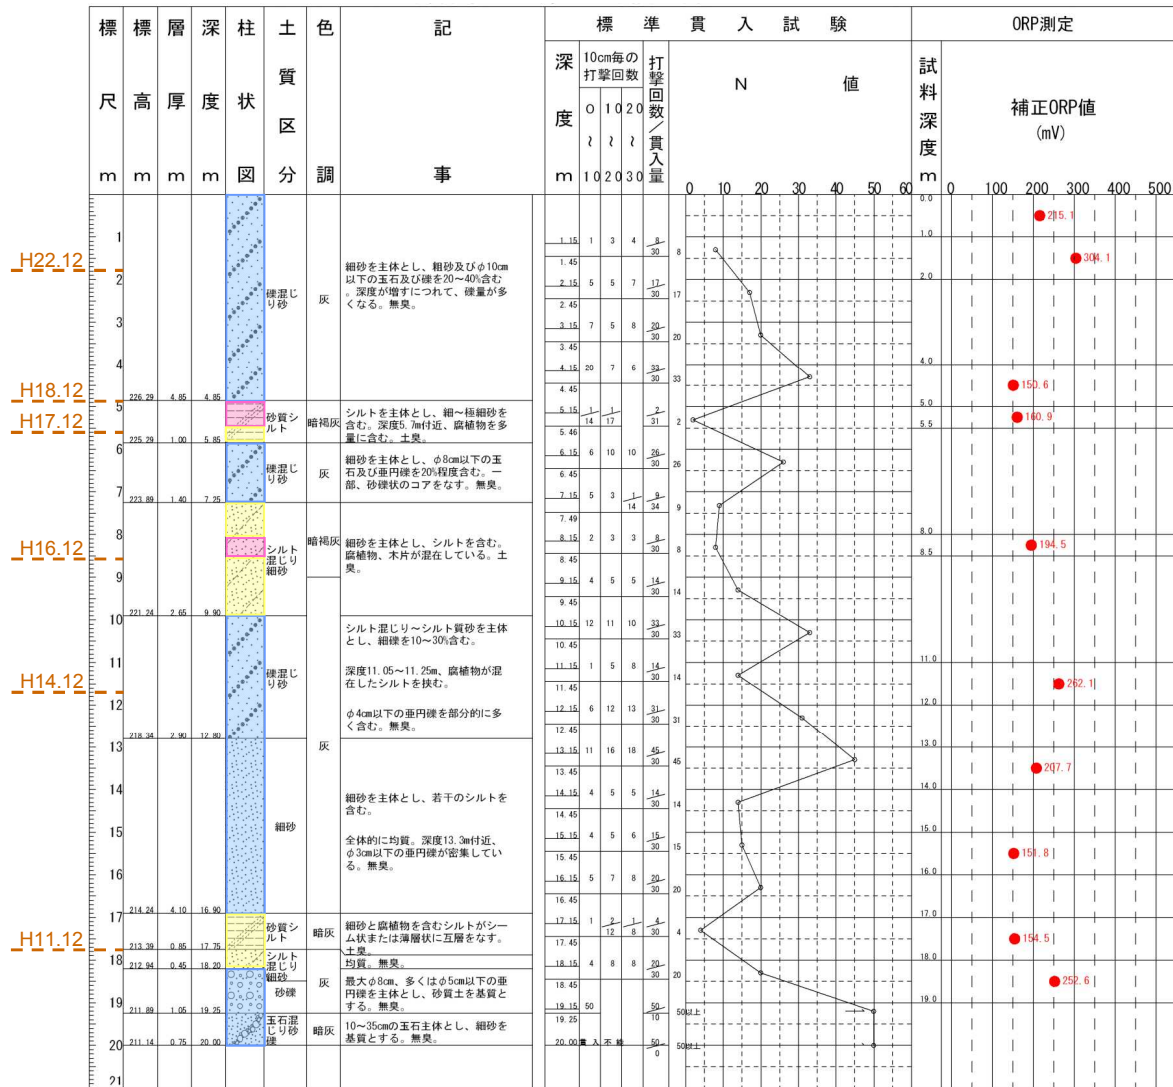 標尺 m
標高 m
層厚 m
深度 m
柱状図
土質区分
色調
記事
標準貫入試験
深度 m
10cm毎の
打撃回数
0 ~ 10
10 ~ 20
20 ~ 30
打撃回数/貫入量
N 値
0 10 20 30 40 50 60
ORP測定
試料深度 m
補正ORP値
(mV)
0 100 200 300 400 500
H22.12
H18.12
H17.12
H16.12
H14.12
H11.12
1
2
3
4
5
6
7
8
9
10
11
12
13
14
15
16
17
18
19
20
21
226.29 4.85 4.85
225.29 1.00 5.85
223.89 1.40 7.25
221.24 2.65 9.90
218.34 2.90 12.80
214.24 4.10 16.90
213.39 0.85 17.75
212.94 0.45 18.20
211.89 1.05 19.25
211.14 0.75 20.00
礫混じ
り砂
灰
細砂を主体とし、粗砂及びφ10cm
以下の玉石及び礫を20~40%含む
。深度が増すにつれて、礫量が多
くなる。無臭。
砂質シ
ルト
暗褐灰
シルトを主体とし、細~極細砂を
含む。深度5.7m付近、腐植物を多
量に含む。土臭。
礫混じ
り砂
灰
細砂を主体とし、φ8cm以下の玉
石及び亜円礫を20%程度含む。一
部、砂礫状のコアをなす。無臭。
シルト
混じり
細砂
暗褐灰
細砂を主体とし、シルトを含む。
腐植物、木片が混在している。土
臭。
礫混じ
り砂
灰
シルト混じり~シルト質砂を主体
とし、細礫を10~30%含む。
深度11.05~11.25m、腐植物が混
在したシルトを挟む。
φ4cm以下の亜円礫を部分的に多
く含む。無臭。
細砂
細砂を主体とし、若干のシルトを
含む。
全体的に均質。深度13.3m付近、
φ3cm以下の亜円礫が密集してい
る。無臭。
砂質シ
ルト
暗灰
細砂と腐植物を含むシルトがシー
ム状または薄層状に互層をなす。
土臭。
シルト
混じり
細砂
灰
均質。無臭。
砂礫
最大φ8cm、多くはφ5cm以下の亜
円礫を主体とし、砂質土を基質と
する。無臭。
玉石混
じり砂
礫
暗灰
10~35cmの玉石主体とし、細砂を
基質とする。無臭。
1.15 1 3 4 8/30 8
1.45
2.15 5 5 7 17/30 17
2.45
3.15 7 5 8 20/30 20
3.45
4.15 20 7 6 33/30 33
4.45
5.15 1/14 1/17 2/31 2
5.46
6.15 6 10 10 26/30 26
6.45
7.15 5 3 1/14 9/34 9
7.49
8.15 2 3 3 8/30 8
8.45
9.15 4 5 5 14/30 14
9.45
10.15 12 11 10 33/30 33
10.45
11.15 1 5 8 14/30 14
11.45
12.15 6 12 13 31/30 31
12.45
13.15 11 16 18 45/30 45
13.45
14.15 4 5 5 14/30 14
14.45
15.15 4 5 6 15/30 15
15.45
16.15 5 7 8 20/30 20
16.45
17.15 1 2/12 1/8 4/30 4
17.45
18.15 4 8 8 20/30 20
18.45
19.15 50 50/10 50以上
19.25
20.00 貫入不能 50/0 50以上
0.0
215.1
1.0
304.1
2.0
4.0
150.6
5.0
160.9
5.5
8.0
194.5
8.5
11.0
262.1
12.0
13.0
207.7
14.0
15.0
151.8
16.0
17.0
154.5
18.0
252.6
19.0